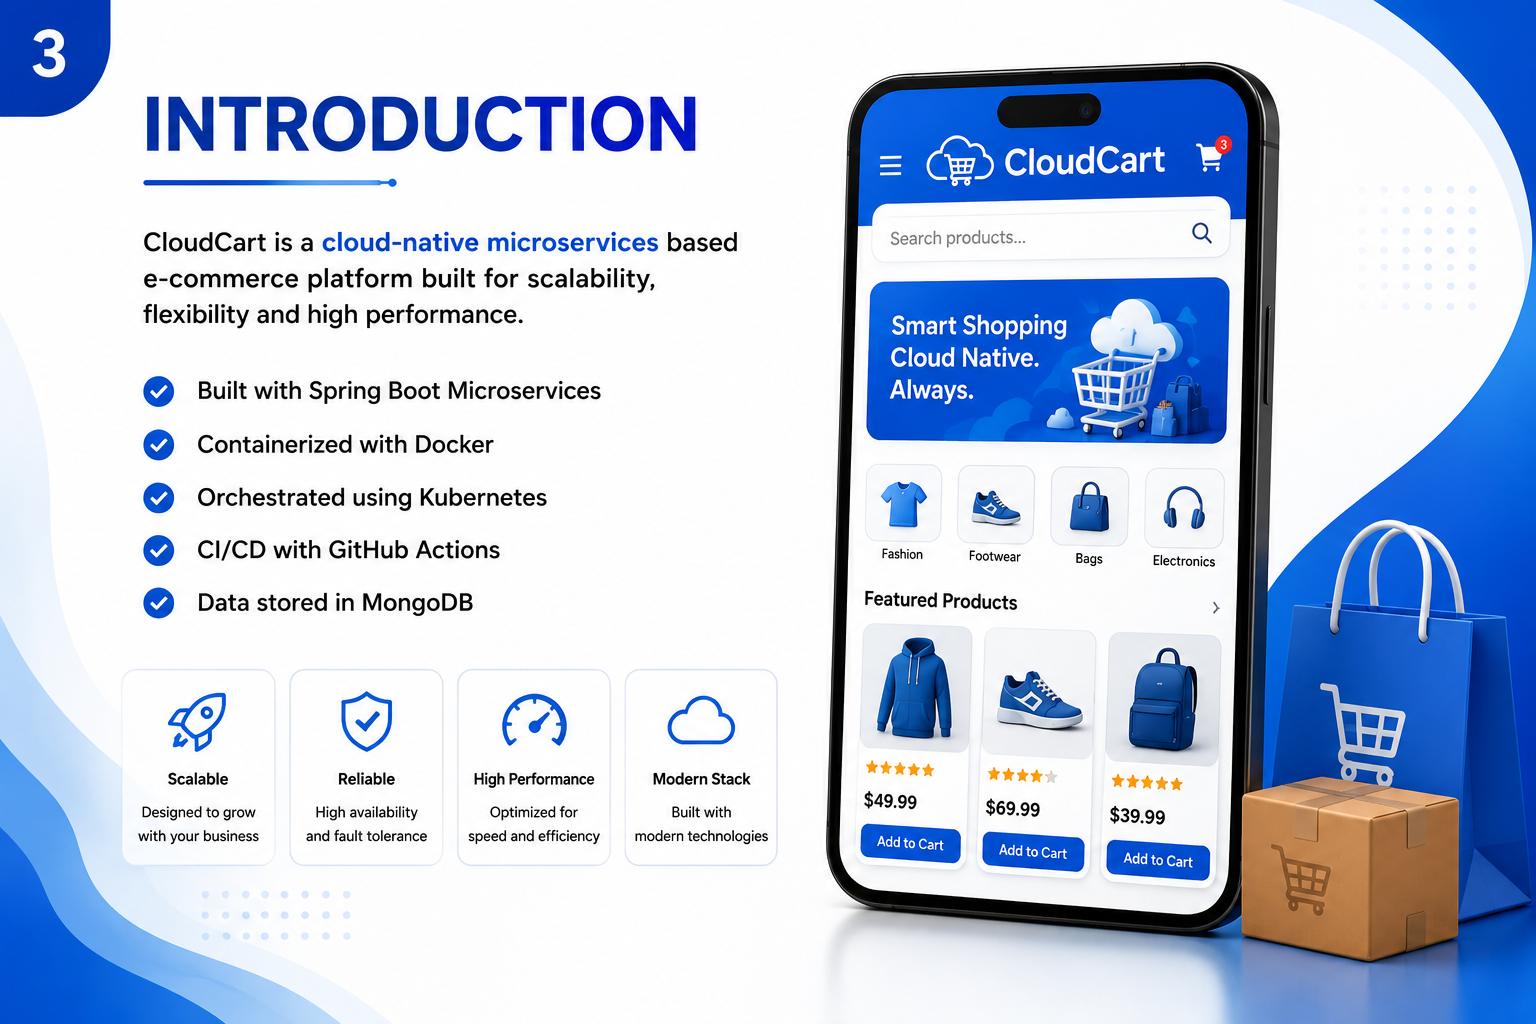 3
INTRODUCTION
CloudCart is a cloud-native microservices based
e-commerce platform built for scalability,
flexibility and high performance.
Built with Spring Boot Microservices
Containerized with Docker
Orchestrated using Kubernetes
CI/CD with GitHub Actions
Data stored in MongoDB
Scalable
Designed to grow
with your business
Reliable
High availability
and fault tolerance
High Performance
Optimized for
speed and efficiency
Modern Stack
Built with
modern technologies
CloudCart
3
Search products...
Smart Shopping
Cloud Native.
Always.
Fashion
Footwear
Bags
Electronics
Featured Products
$49.99
Add to Cart
$69.99
Add to Cart
$39.99
Add to Cart